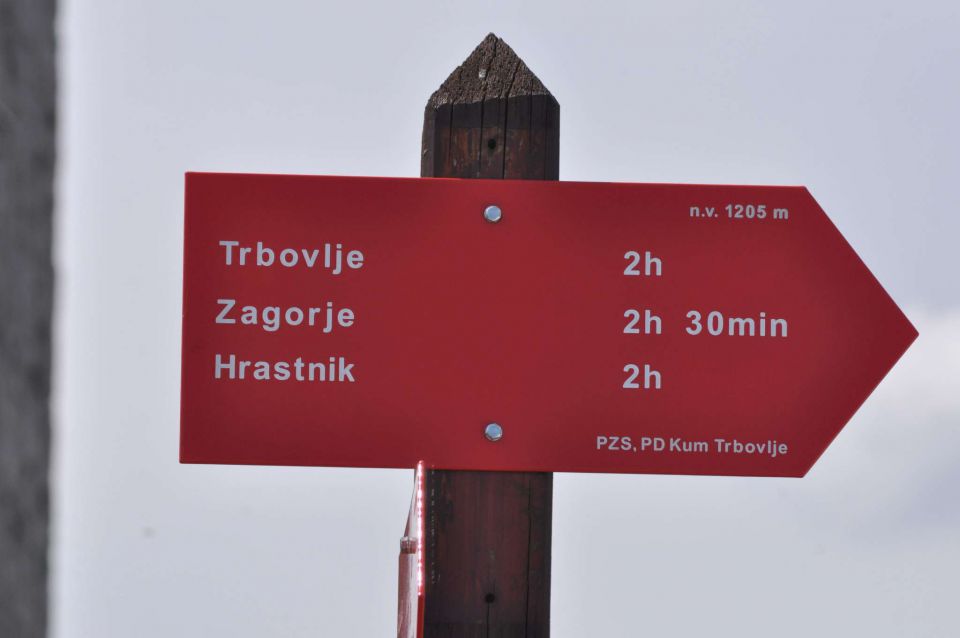 n.v. 1205 m
Trbovlje 2h
Zagorje 2h 30min
Hrastnik 2h
PZS, PD Kum Trbovlje